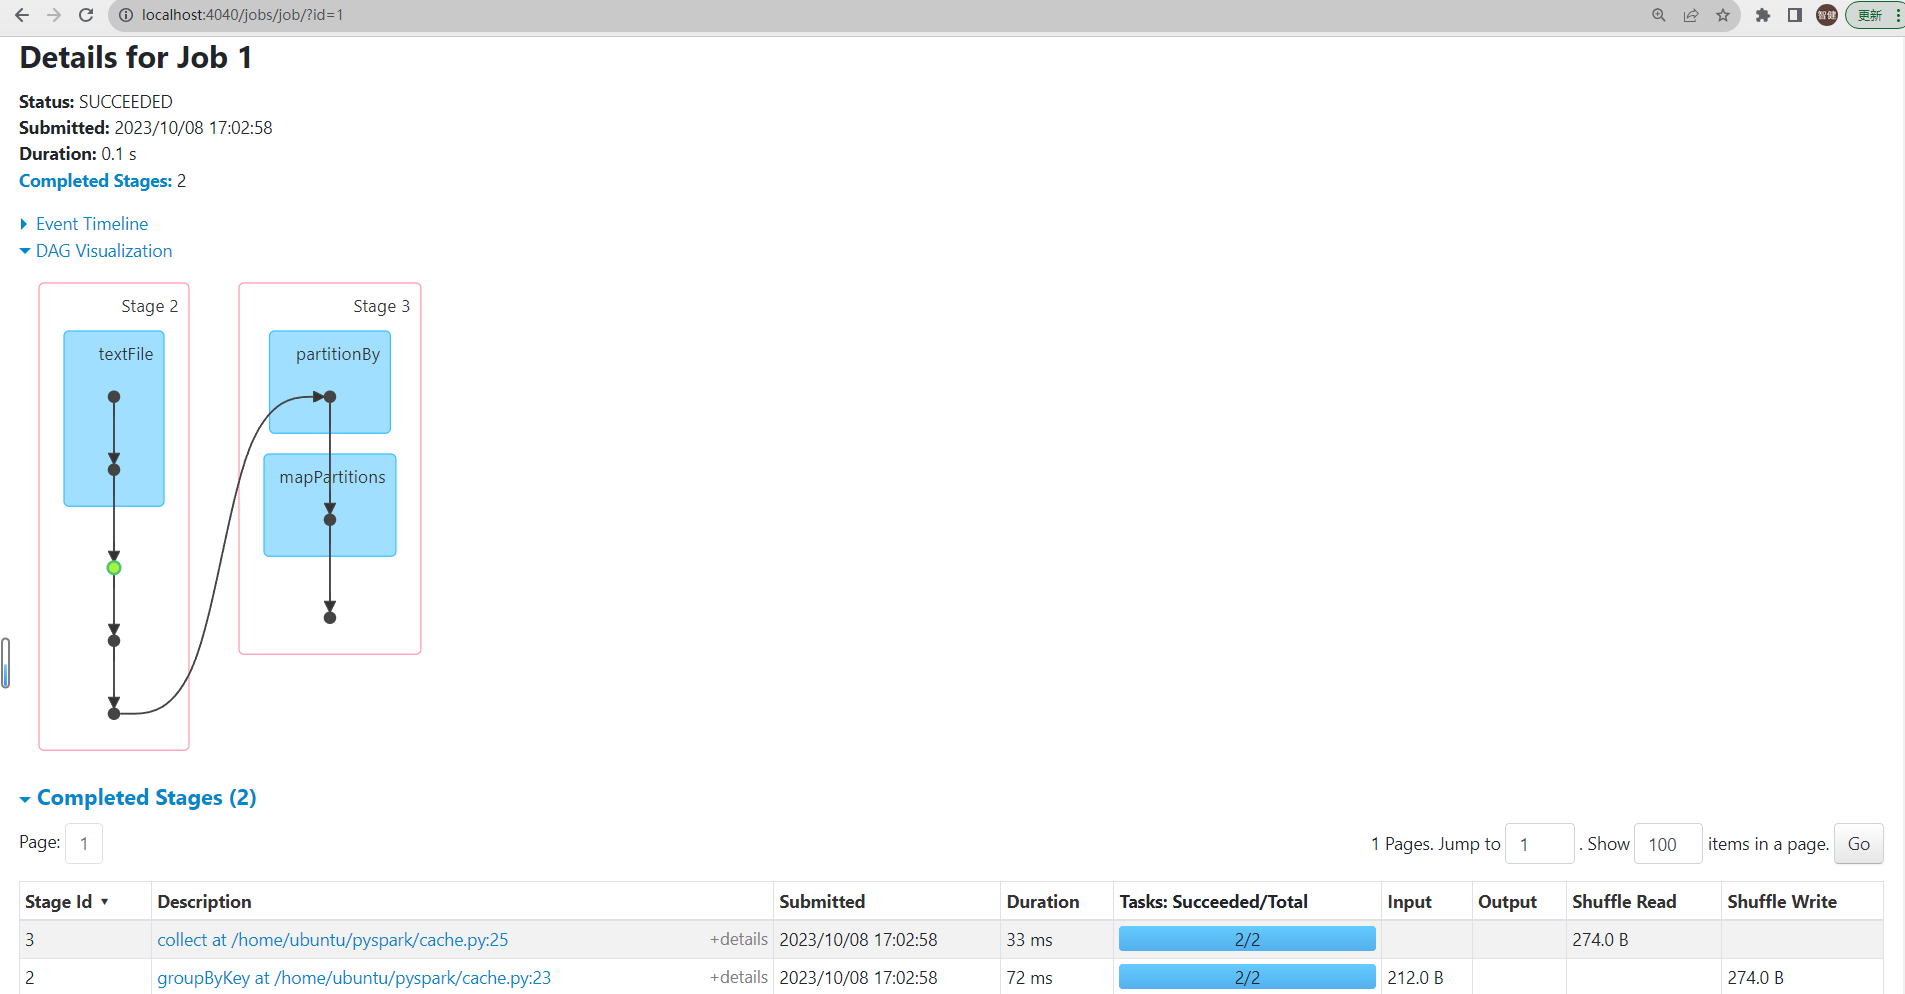 localhost:4040/jobs/job/?id=1
智健
更新
Details for Job 1
Status: SUCCEEDED
Submitted: 2023/10/08 17:02:58
Duration: 0.1 s
Completed Stages: 2
Event Timeline
DAG Visualization
Stage 2
textFile
Stage 3
partitionBy
mapPartitions
Completed Stages (2)
Page: 1
1 Pages. Jump to 1 . Show 100 items in a page. Go
Stage Id ▾ Description Submitted Duration Tasks: Succeeded/Total Input Output Shuffle Read Shuffle Write
3 collect at /home/ubuntu/pyspark/cache.py:25 +details 2023/10/08 17:02:58 33 ms 2/2 274.0 B
2 groupByKey at /home/ubuntu/pyspark/cache.py:23 +details 2023/10/08 17:02:58 72 ms 2/2 212.0 B 274.0 B